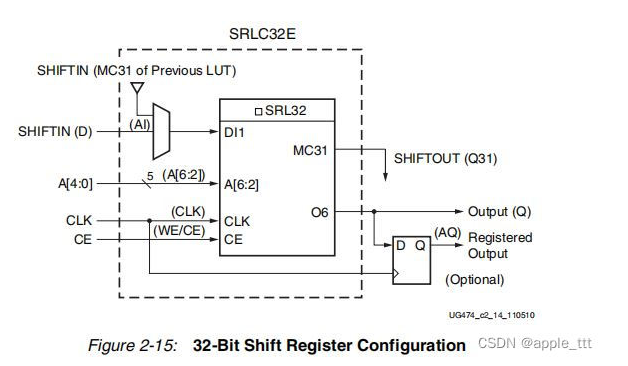 SRLC32E
SHIFTIN (MC31 of Previous LUT)
SRL32
SHIFTIN (D)
(AI)
DI1
MC31
SHIFTOUT (Q31)
A[4:0]
5
(A[6:2])
A[6:2]
CLK
(CLK)
CLK
O6
Output (Q)
CE
(WE/CE)
CE
D Q
(AQ)
Registered
Output
(Optional)
UG474_c2_14_110510
Figure 2-15: 32-Bit Shift Register Configuration
CSDN @apple_ttt